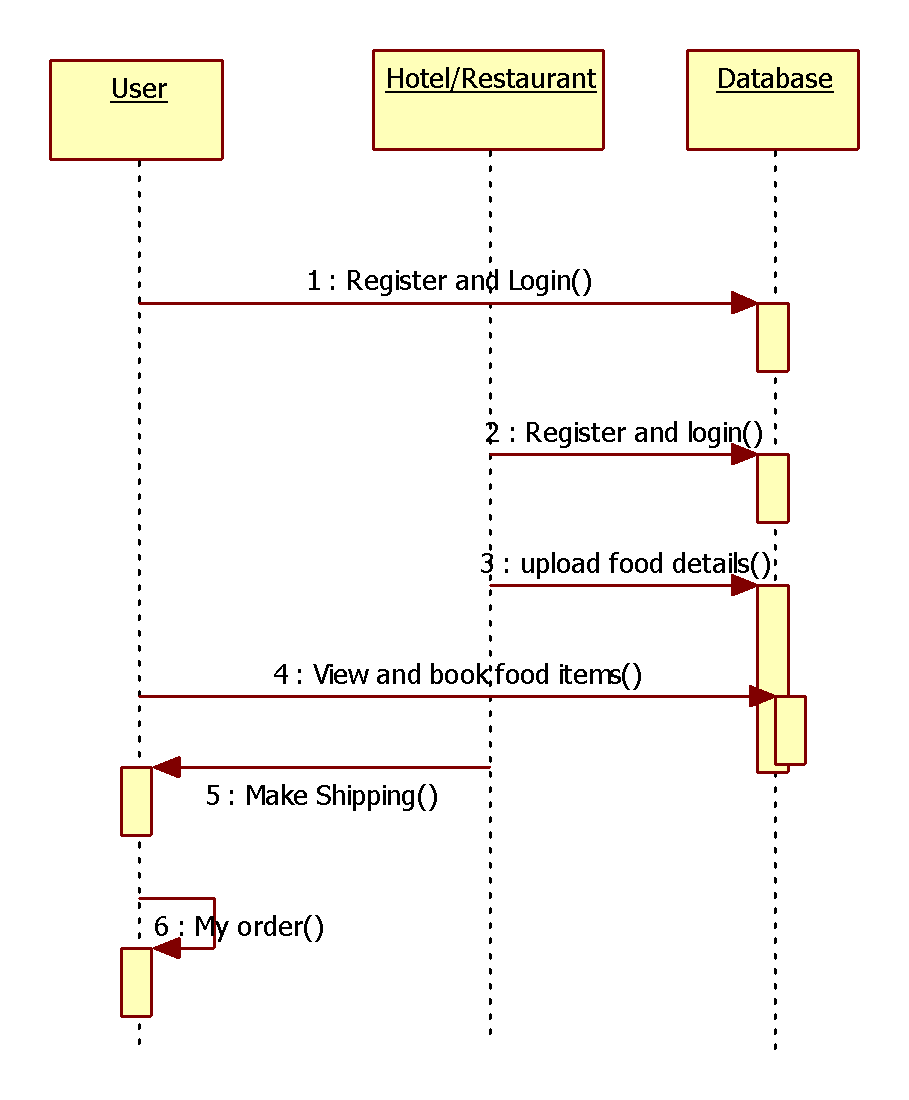 User
Hotel/Restaurant
Database
1 : Register and Login()
2 : Register and login()
3 : upload food details()
4 : View and book food items()
5 : Make Shipping()
6 : My order()